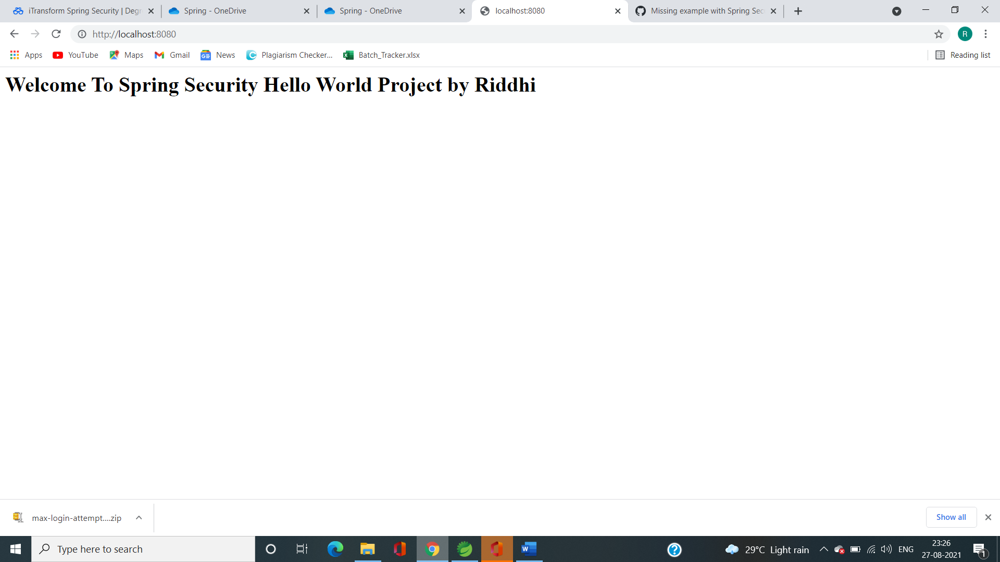 iTransform Spring Security | Degr
Spring - OneDrive
Spring - OneDrive
localhost:8080
Missing example with Spring Sec
http://localhost:8080
R
Apps
YouTube
Maps
Gmail
News
Plagiarism Checker...
Batch_Tracker.xlsx
Reading list
Welcome To Spring Security Hello World Project by Riddhi
max-login-attempt....zip
Show all
Type here to search
29°C Light rain
ENG
23:26
27-08-2021
1